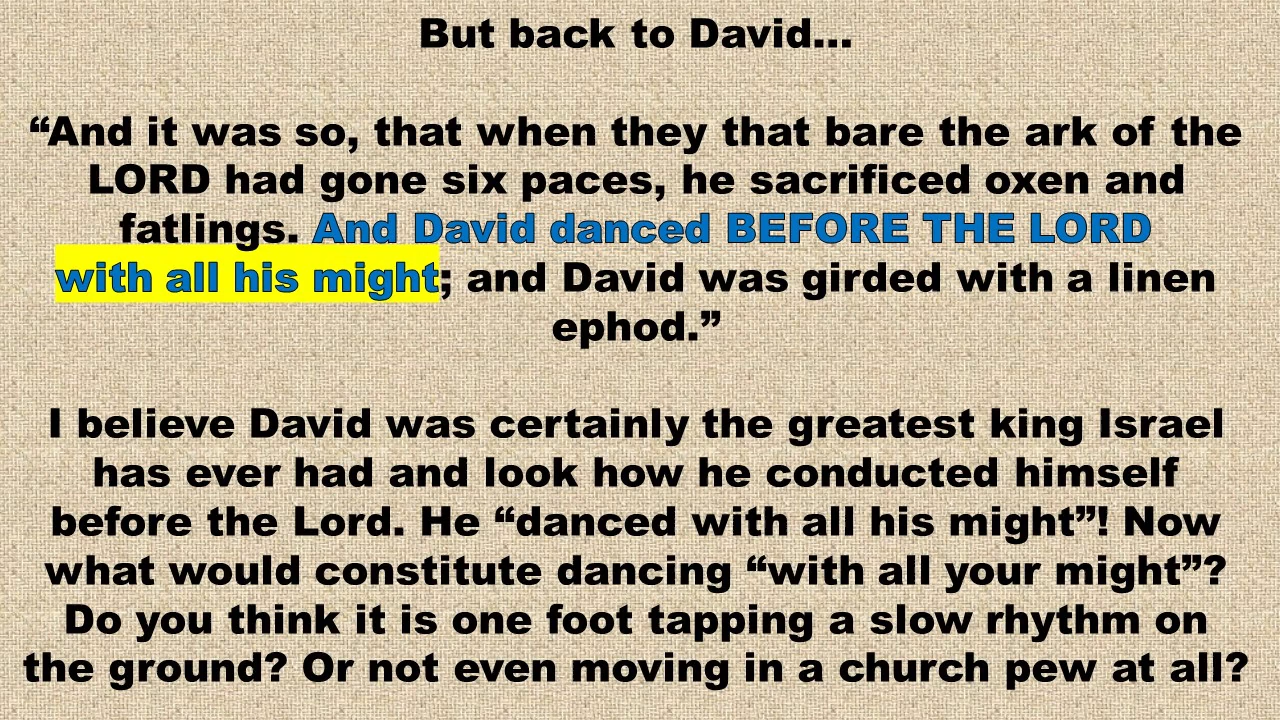 But back to David...
“And it was so, that when they that bare the ark of the
LORD had gone six paces, he sacrificed oxen and
fatlings. And David danced BEFORE THE LORD
with all his might; and David was girded with a linen
ephod.”
I believe David was certainly the greatest king Israel
has ever had and look how he conducted himself
before the Lord. He “danced with all his might”! Now
what would constitute dancing “with all your might”?
Do you think it is one foot tapping a slow rhythm on
the ground? Or not even moving in a church pew at all?